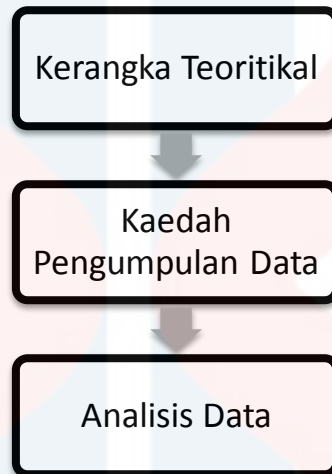 Kerangka Teoritikal
Kaedah
Pengumpulan Data
Analisis Data